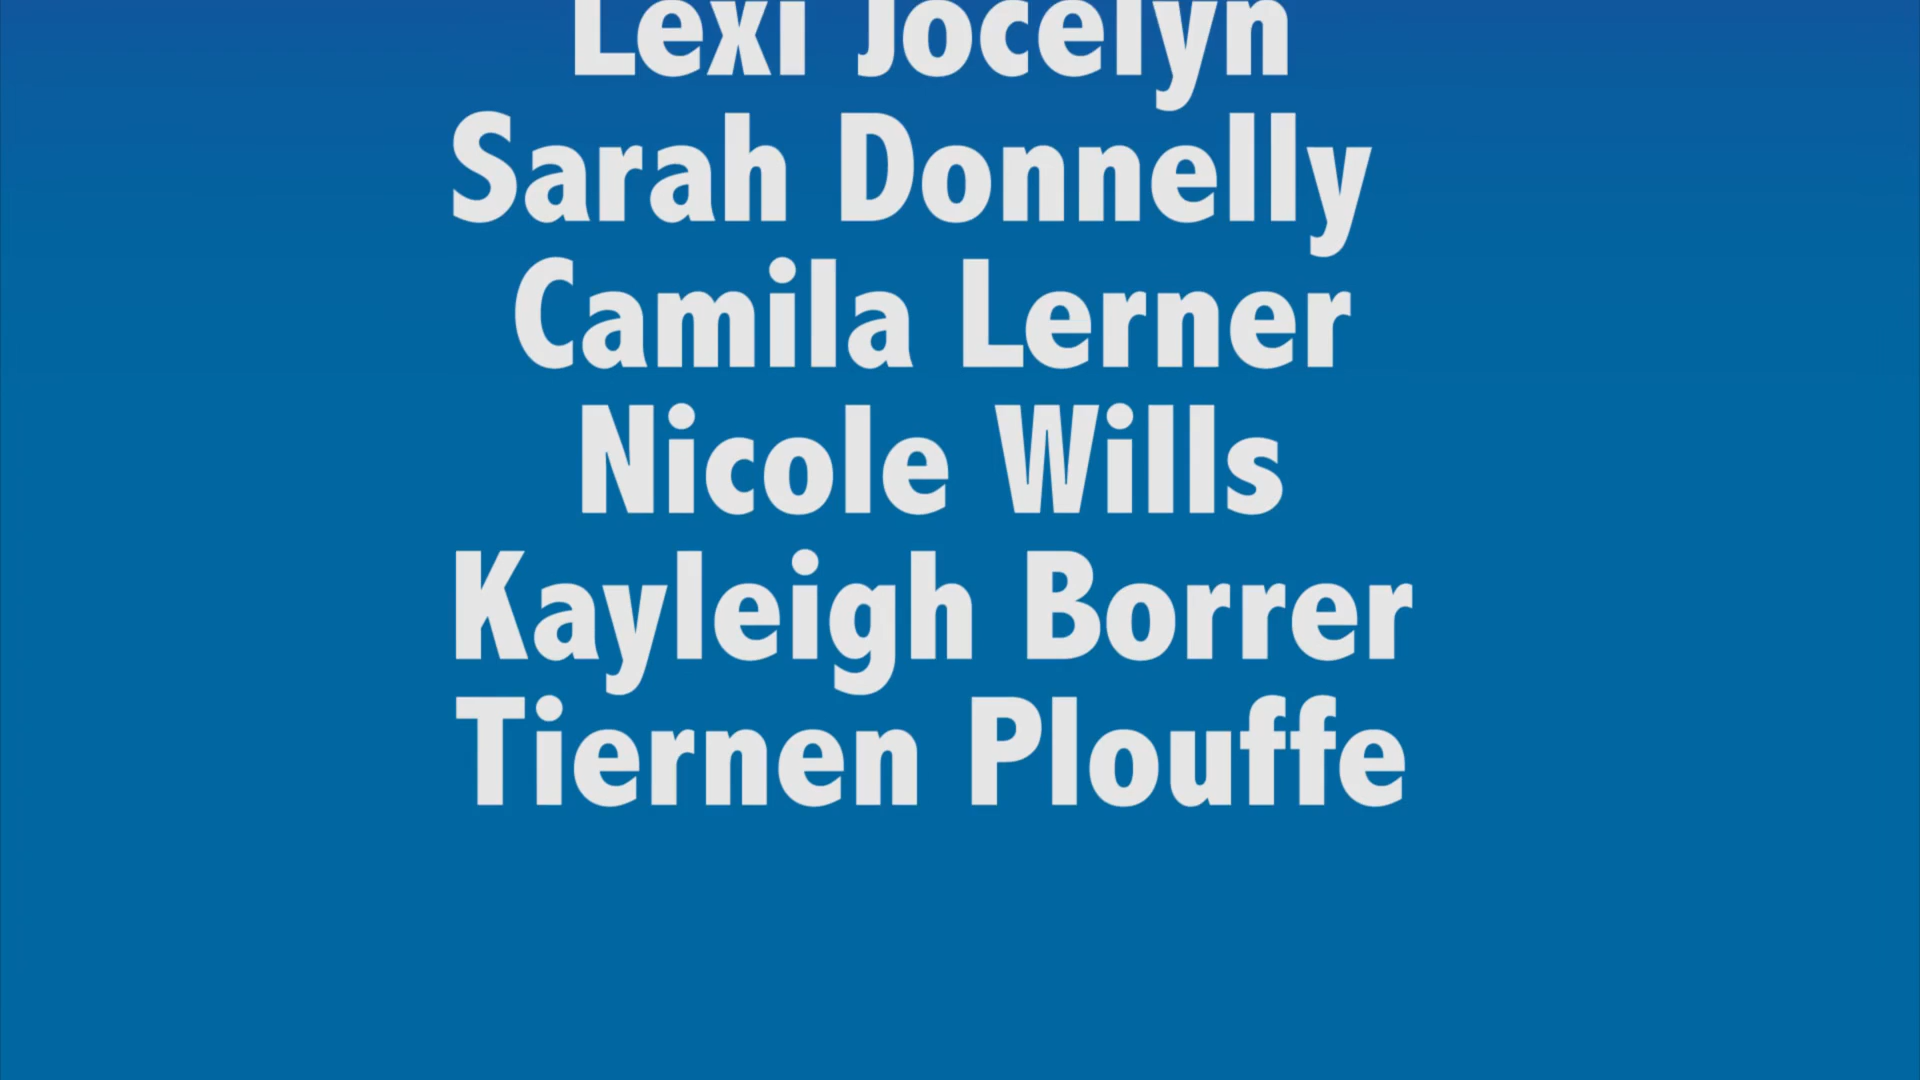 Lexi Jocelyn
Sarah Donnelly
Camila Lerner
Nicole Wills
Kayleigh Borrer
Tiernen Plouffe